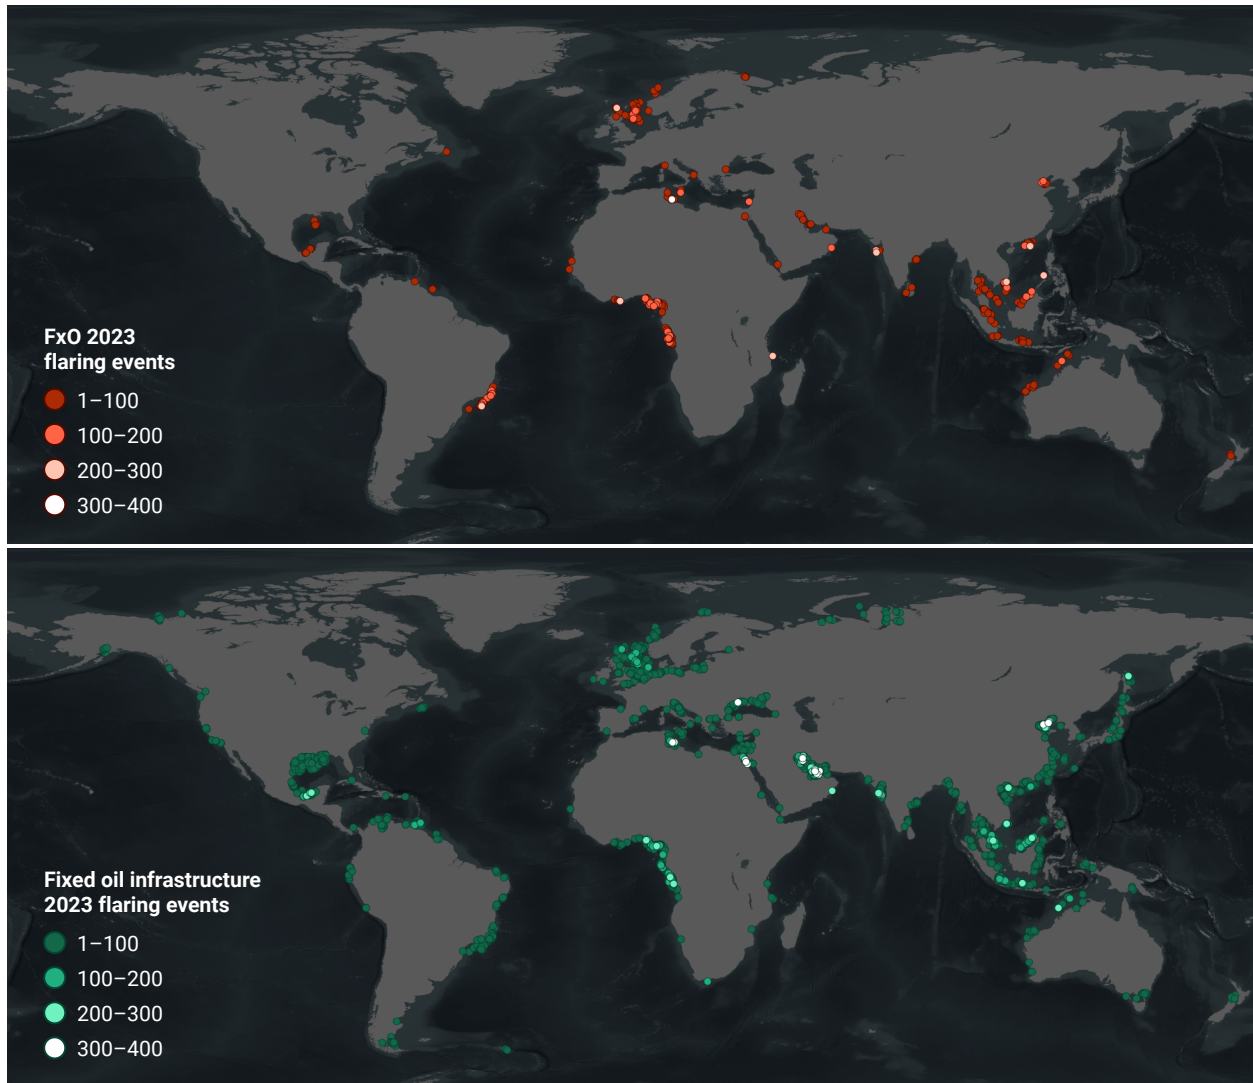 FxO 2023
flaring events
1–100
100–200
200–300
300–400
Fixed oil infrastructure
2023 flaring events
1–100
100–200
200–300
300–400